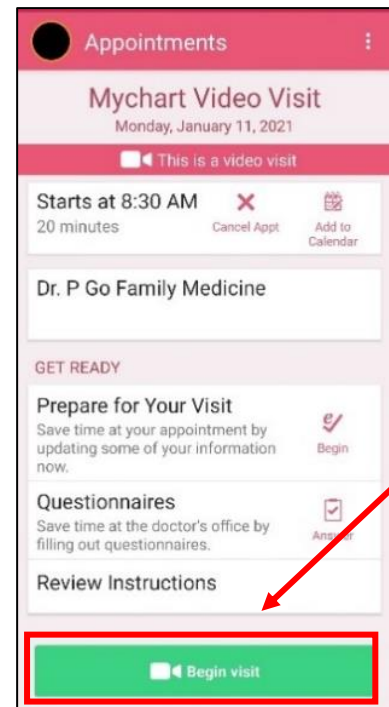 Appointments
Mychart Video Visit
Monday, January 11, 2021
This is a video visit
Starts at 8:30 AM
20 minutes
Cancel Appt
Add to
Calendar
Dr. P Go Family Medicine
GET READY
Prepare for Your Visit
Save time at your appointment by
updating some of your information
now.
Begin
Questionnaires
Save time at the doctor's office by
filling out questionnaires.
Answer
Review Instructions
Begin visit